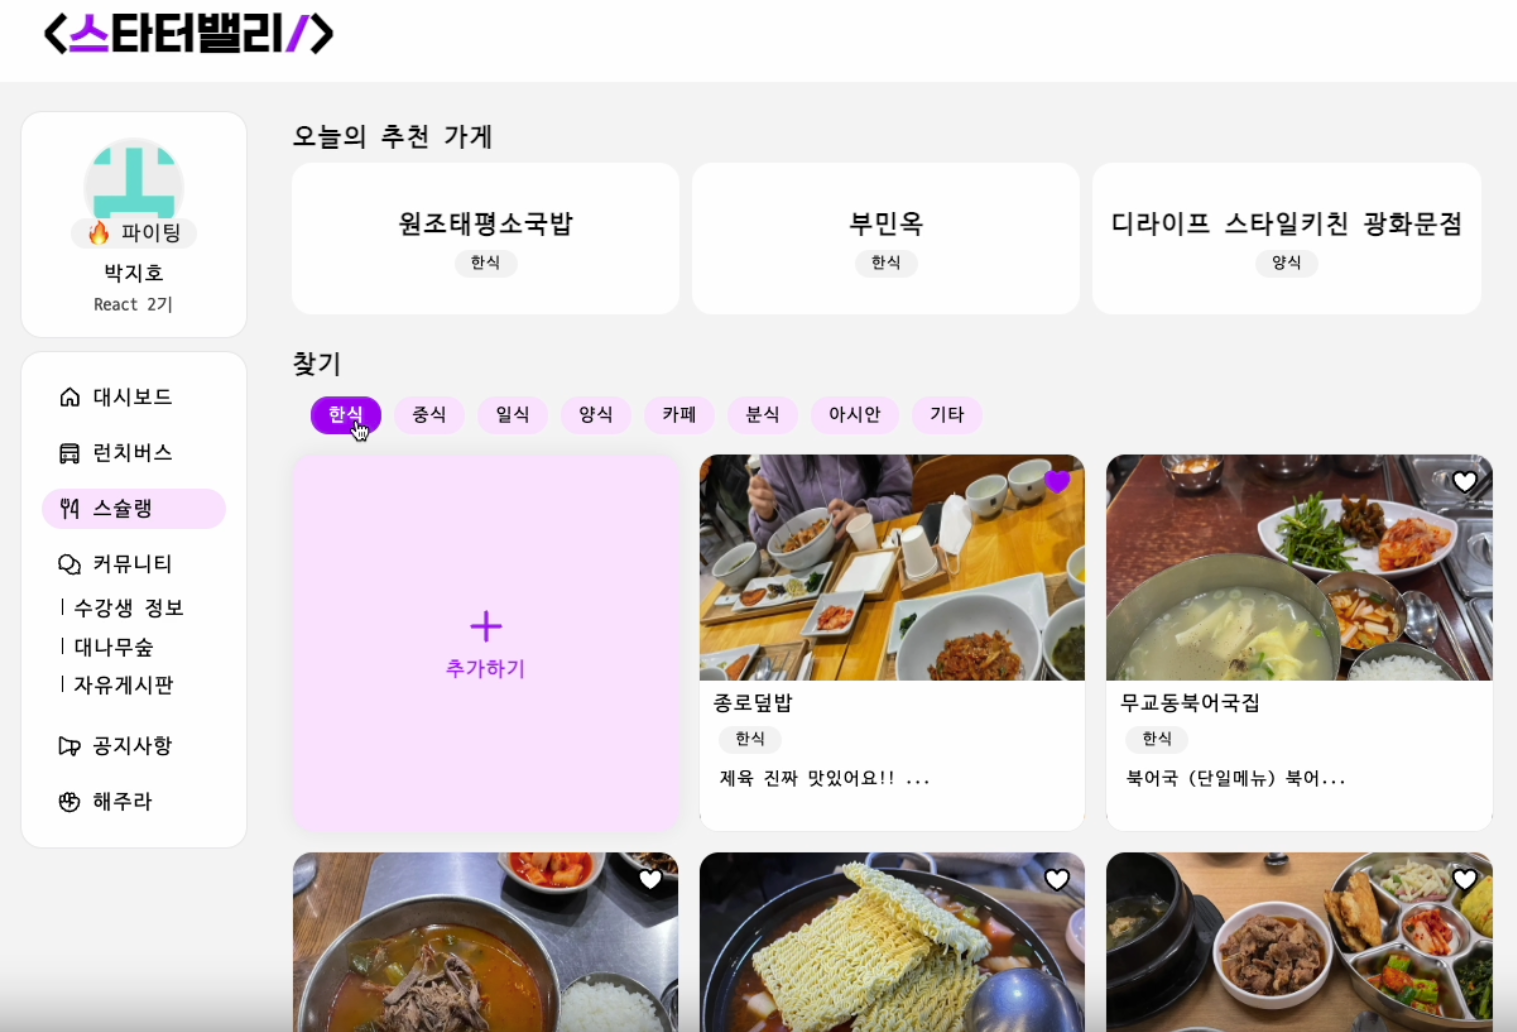 <스타터밸리/>
🔥 파이팅
박지호
React 2기
대시보드
런치버스
스슐랭
커뮤니티
수강생 정보
대나무숲
자유게시판
공지사항
해주라
오늘의 추천 가게
원조태평소국밥
한식
부민옥
한식
디라이프 스타일키친 광화문점
양식
찾기
한식 중식 일식 양식 카페 분식 아시안 기타
+
추가하기
종로덮밥
한식
제육 진짜 맛있어요!! ...
무교동북어국집
한식
북어국 (단일메뉴) 북어...